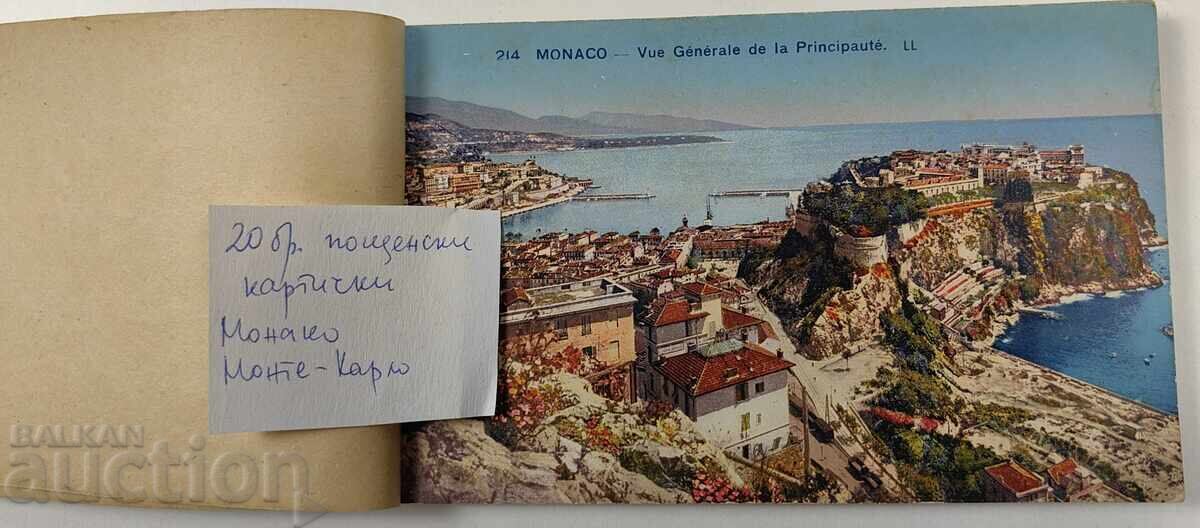 214 MONACO — Vue Générale de la Principauté. LL
20 бр. пощенски
картички
Монако
Монте-Карло
BALKAN
auction